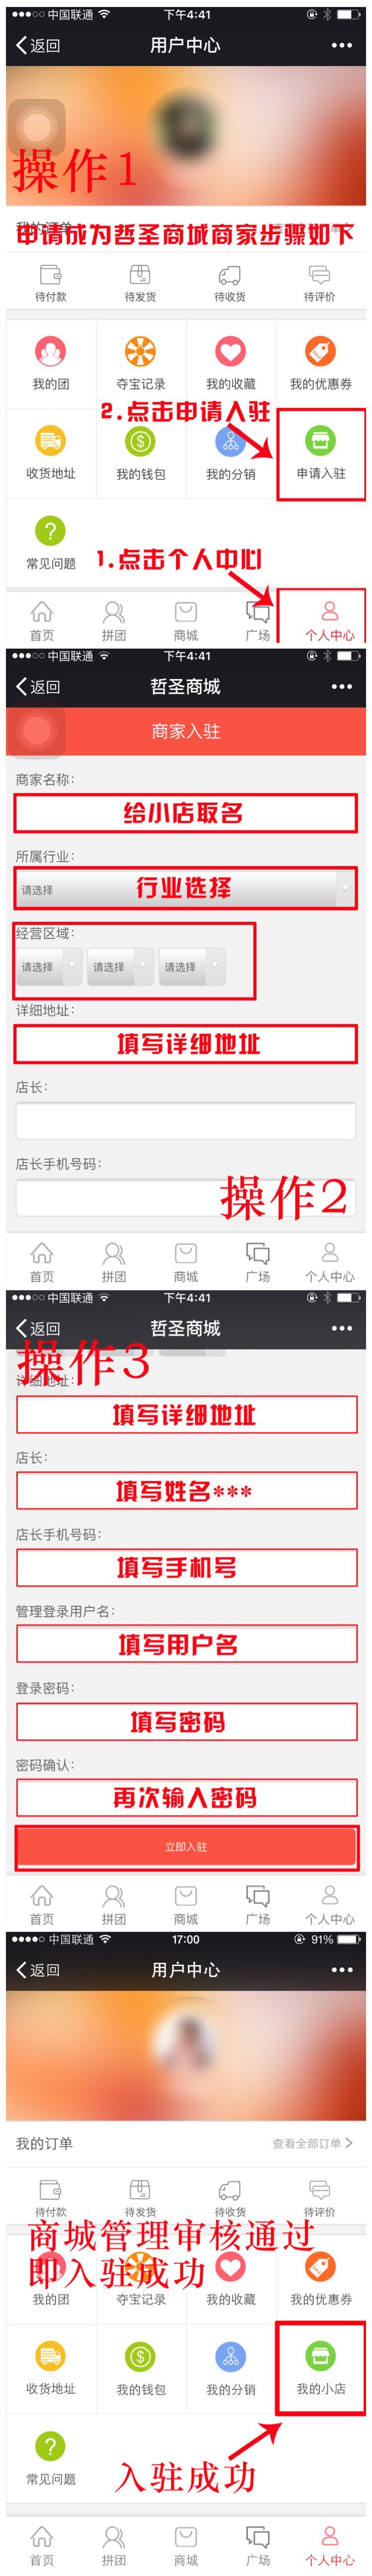 中国联通 下午4:41
返回 用户中心
操作1
我的订单
申请成为哲圣商城商家步骤如下
待付款 待发货 待收货 待评价
我的团 夺宝记录 我的收藏 我的优惠券
2.点击申请入驻
收货地址 我的钱包 我的分销 申请入驻
1.点击个人中心
常见问题
首页 拼团 商城 广场 个人中心
中国联通 下午4:41
返回 哲圣商城
商家入驻
商家名称:
给小店取名
所属行业:
请选择 行业选择
经营区域:
请选择 请选择 请选择
详细地址:
填写详细地址
店长:
店长手机号码:
操作2
首页 拼团 商城 广场 个人中心
中国联通 下午4:41
返回 哲圣商城
操作3
详细地址:
填写详细地址
店长:
填写姓名***
店长手机号码:
填写手机号
管理登录用户名:
填写用户名
登录密码:
填写密码
密码确认:
再次输入密码
立即入驻
首页 拼团 商城 广场 个人中心
中国联通 17:00 91%
返回 用户中心
我的订单 查看全部订单
待付款 待发货 待收货 待评价
商城管理审核通过
即入驻成功
我的团 夺宝记录 我的收藏 我的优惠券
收货地址 我的钱包 我的分销 我的小店
常见问题 入驻成功
首页 拼团 商城 广场 个人中心